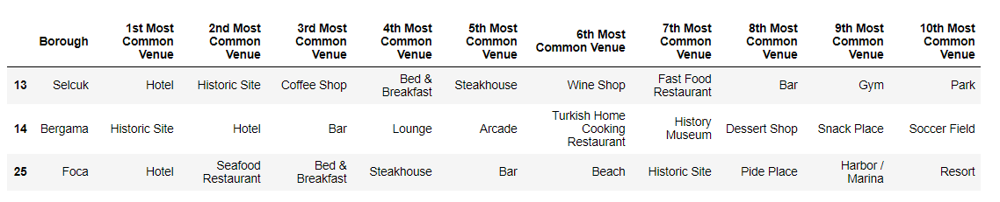 Borough 1st Most Common Venue 2nd Most Common Venue 3rd Most Common Venue 4th Most Common Venue 5th Most Common Venue 6th Most Common Venue 7th Most Common Venue 8th Most Common Venue 9th Most Common Venue 10th Most Common Venue
13 Selcuk Hotel Historic Site Coffee Shop Bed & Breakfast Steakhouse Wine Shop Fast Food Restaurant Bar Gym Park
14 Bergama Historic Site Hotel Bar Lounge Arcade Turkish Home Cooking Restaurant History Museum Dessert Shop Snack Place Soccer Field
25 Foca Hotel Seafood Restaurant Bed & Breakfast Steakhouse Bar Beach Historic Site Pide Place Harbor / Marina Resort